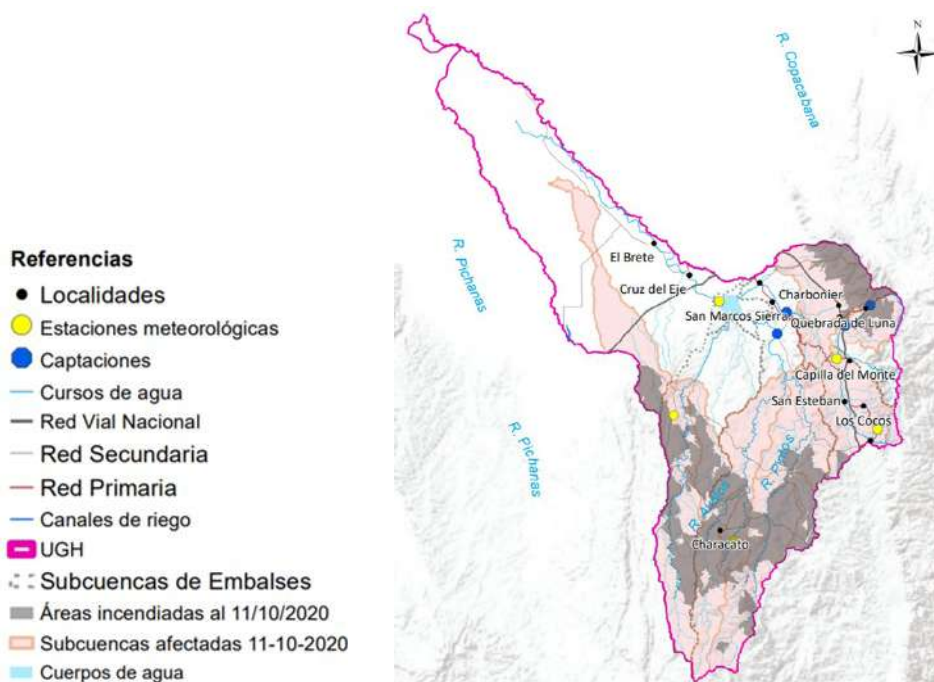 Referencias
Localidades
Estaciones meteorológicas
Captaciones
Cursos de agua
Red Vial Nacional
Red Secundaria
Red Primaria
Canales de riego
UGH
Subcuencas de Embalses
Áreas incendiadas al 11/10/2020
Subcuencas afectadas 11-10-2020
Cuerpos de agua
N
R. Copacabana
R. Pichanas
El Brete
Cruz del Eje
Charbonier
San Marcos Sierra
Quebrada de Luna
Capilla del Monte
San Esteban
Los Cocos
R. Pichanas
R. Pintos
Characato